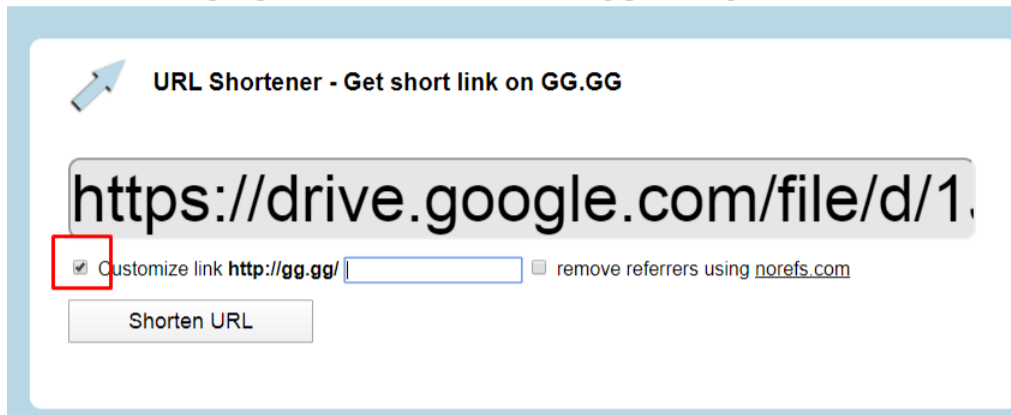 URL Shortener - Get short link on GG.GG
https://drive.google.com/file/d/1
Customize link http://gg.gg/ remove referrers using norefs.com
Shorten URL